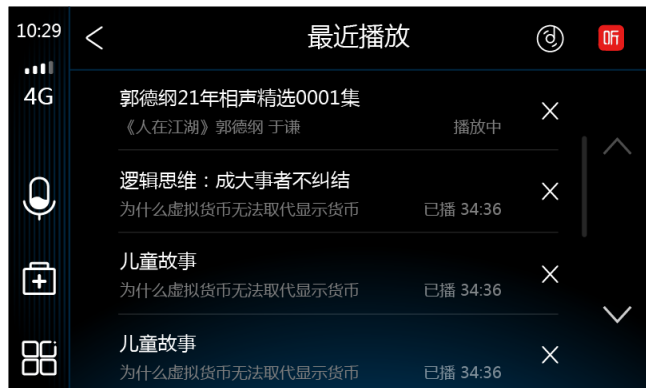 10:29
最近播放
听
4G
郭德纲21年相声精选0001集
《人在江湖》郭德纲 于谦
播放中
逻辑思维：成大事者不纠结
为什么虚拟货币无法取代显示货币
已播 34:36
儿童故事
为什么虚拟货币无法取代显示货币
已播 34:36
儿童故事
为什么虚拟货币无法取代显示货币
已播 34:36